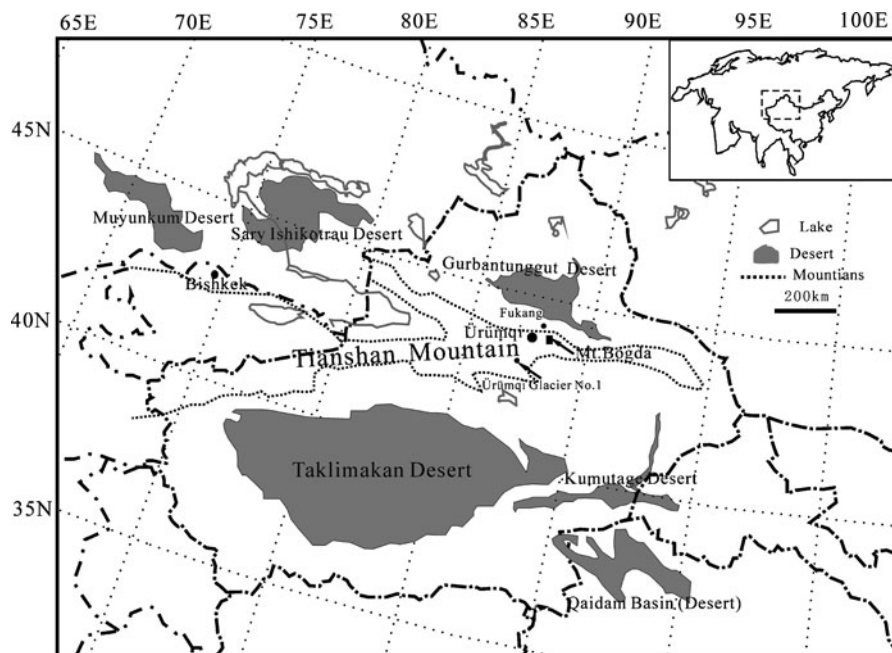 65E 70E 75E 80E 85E 90E 95E 100E
45N
Muyunkum Desert
Sary Ishikotrau Desert
Lake
Gurbantunggut Desert
Desert
Bishkek
Mountians
200km
Fukang
40N
Ürümqi
Tianshan Mountain
Mt.Bogda
Ürümqi Glacier No.1
Taklimakan Desert
Kumutage Desert
35N
Qaidam Basin(Desert)